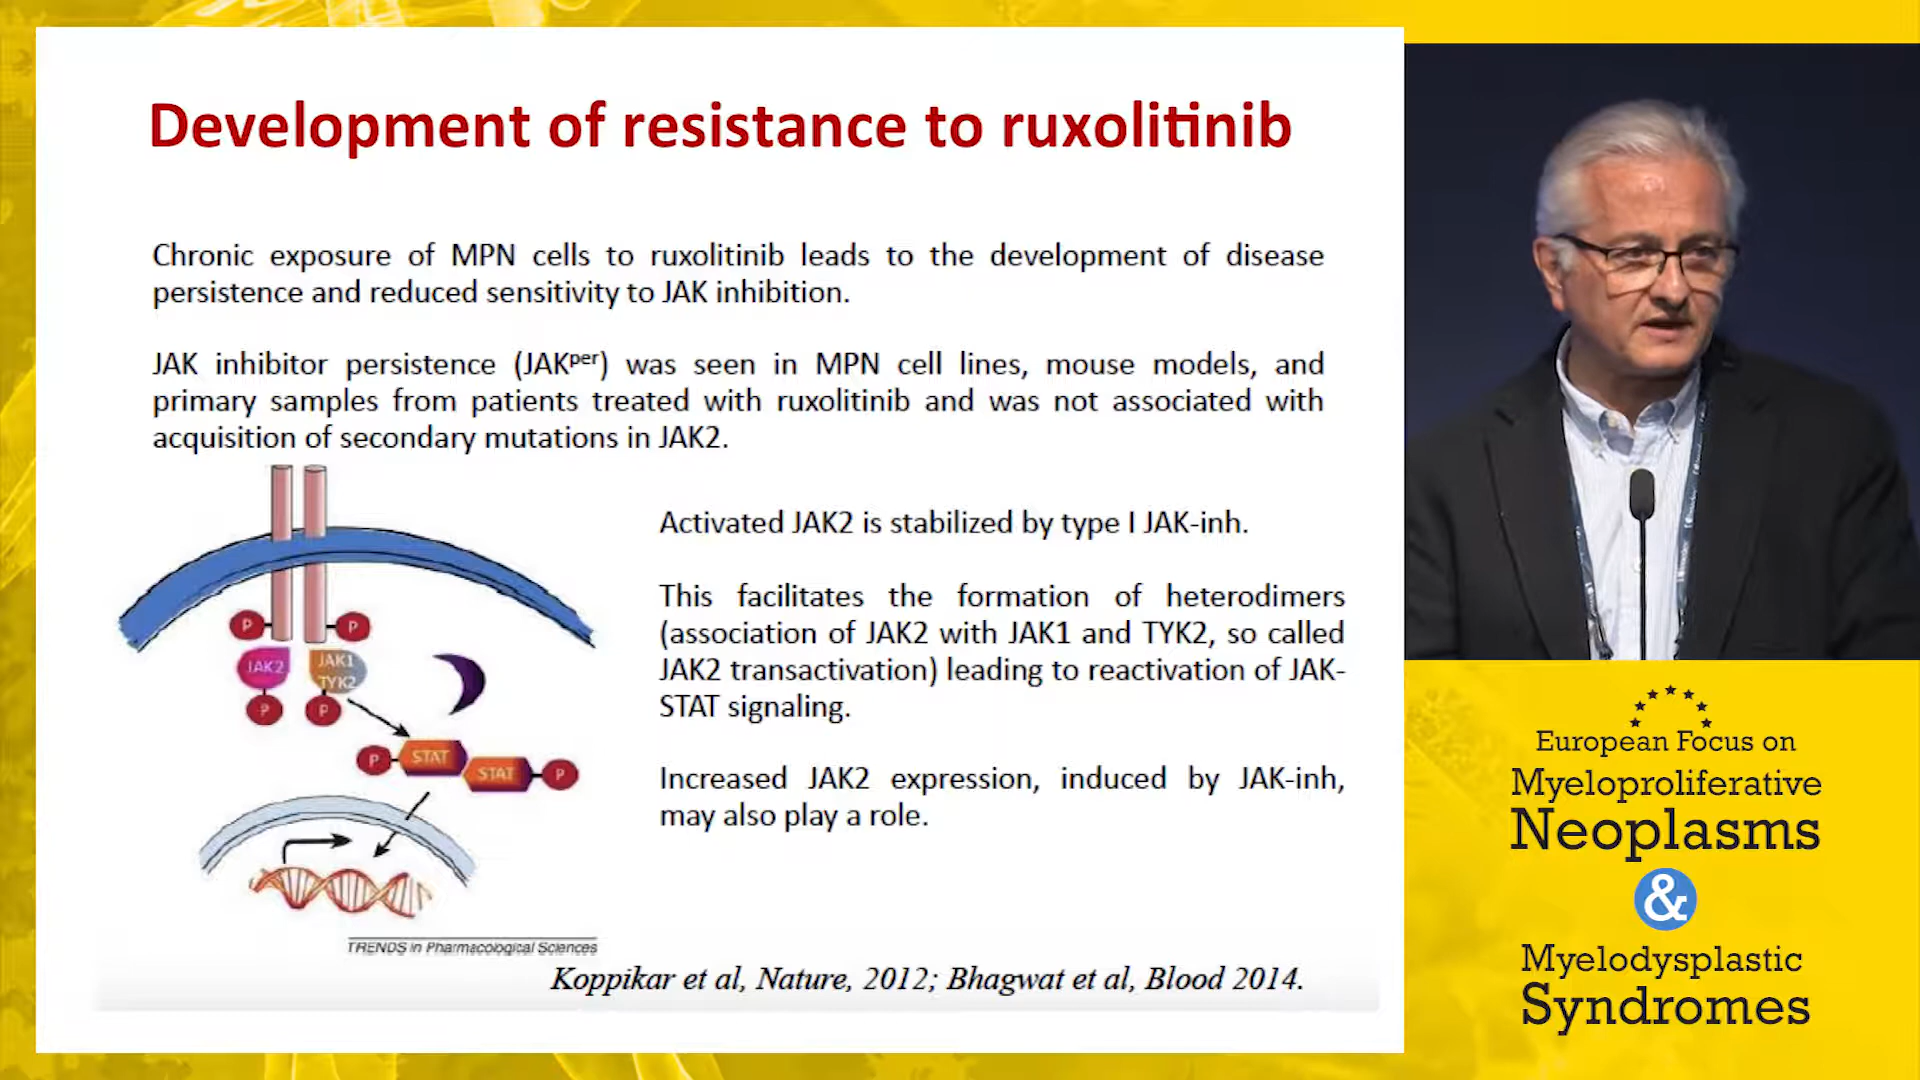 Development of resistance to ruxolitinib
Chronic exposure of MPN cells to ruxolitinib leads to the development of disease
persistence and reduced sensitivity to JAK inhibition.
JAK inhibitor persistence (JAKᵖᵉʳ) was seen in MPN cell lines, mouse models, and
primary samples from patients treated with ruxolitinib and was not associated with
acquisition of secondary mutations in JAK2.
Activated JAK2 is stabilized by type I JAK-inh.
This facilitates the formation of heterodimers
(association of JAK2 with JAK1 and TYK2, so called
JAK2 transactivation) leading to reactivation of JAK-
STAT signaling.
Increased JAK2 expression, induced by JAK-inh,
may also play a role.
P
P
JAK2
JAK1
TYK2
P
P
P
STAT
STAT
P
TRENDS in Pharmacological Sciences
Koppikar et al, Nature, 2012; Bhagwat et al, Blood 2014.
European Focus on
Myeloproliferative
Neoplasms
&
Myelodysplastic
Syndromes